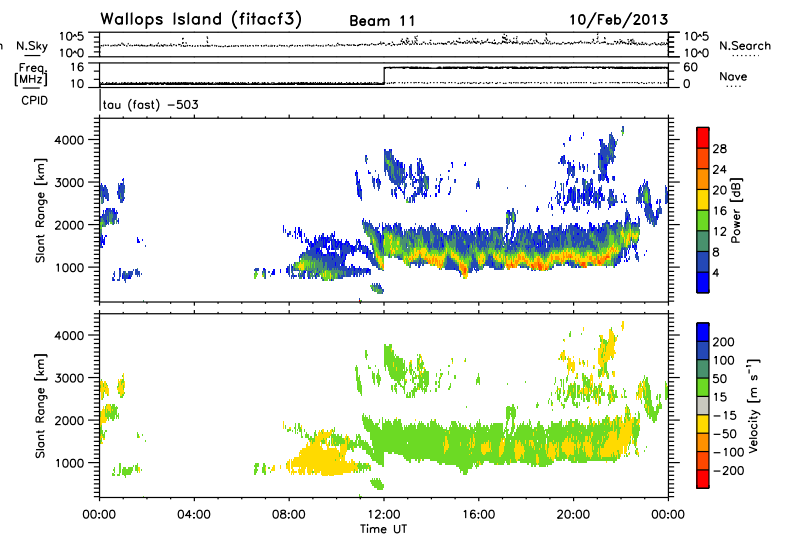 Wallops Island (fitacf3) Beam 11 10/Feb/2013
n N.Sky 10^5 10^0 10^5 10^0 N.Search
Freq. [MHz] 16 10 60 0 Nave
CPID tau (fast) −503
Slant Range [km] 4000 3000 2000 1000
28 24 20 16 12 8 4 Power [dB]
Slant Range [km] 4000 3000 2000 1000
200 100 50 15 −15 −50 −100 −200 Velocity [m s⁻¹]
00:00 04:00 08:00 12:00 16:00 20:00 00:00
Time UT